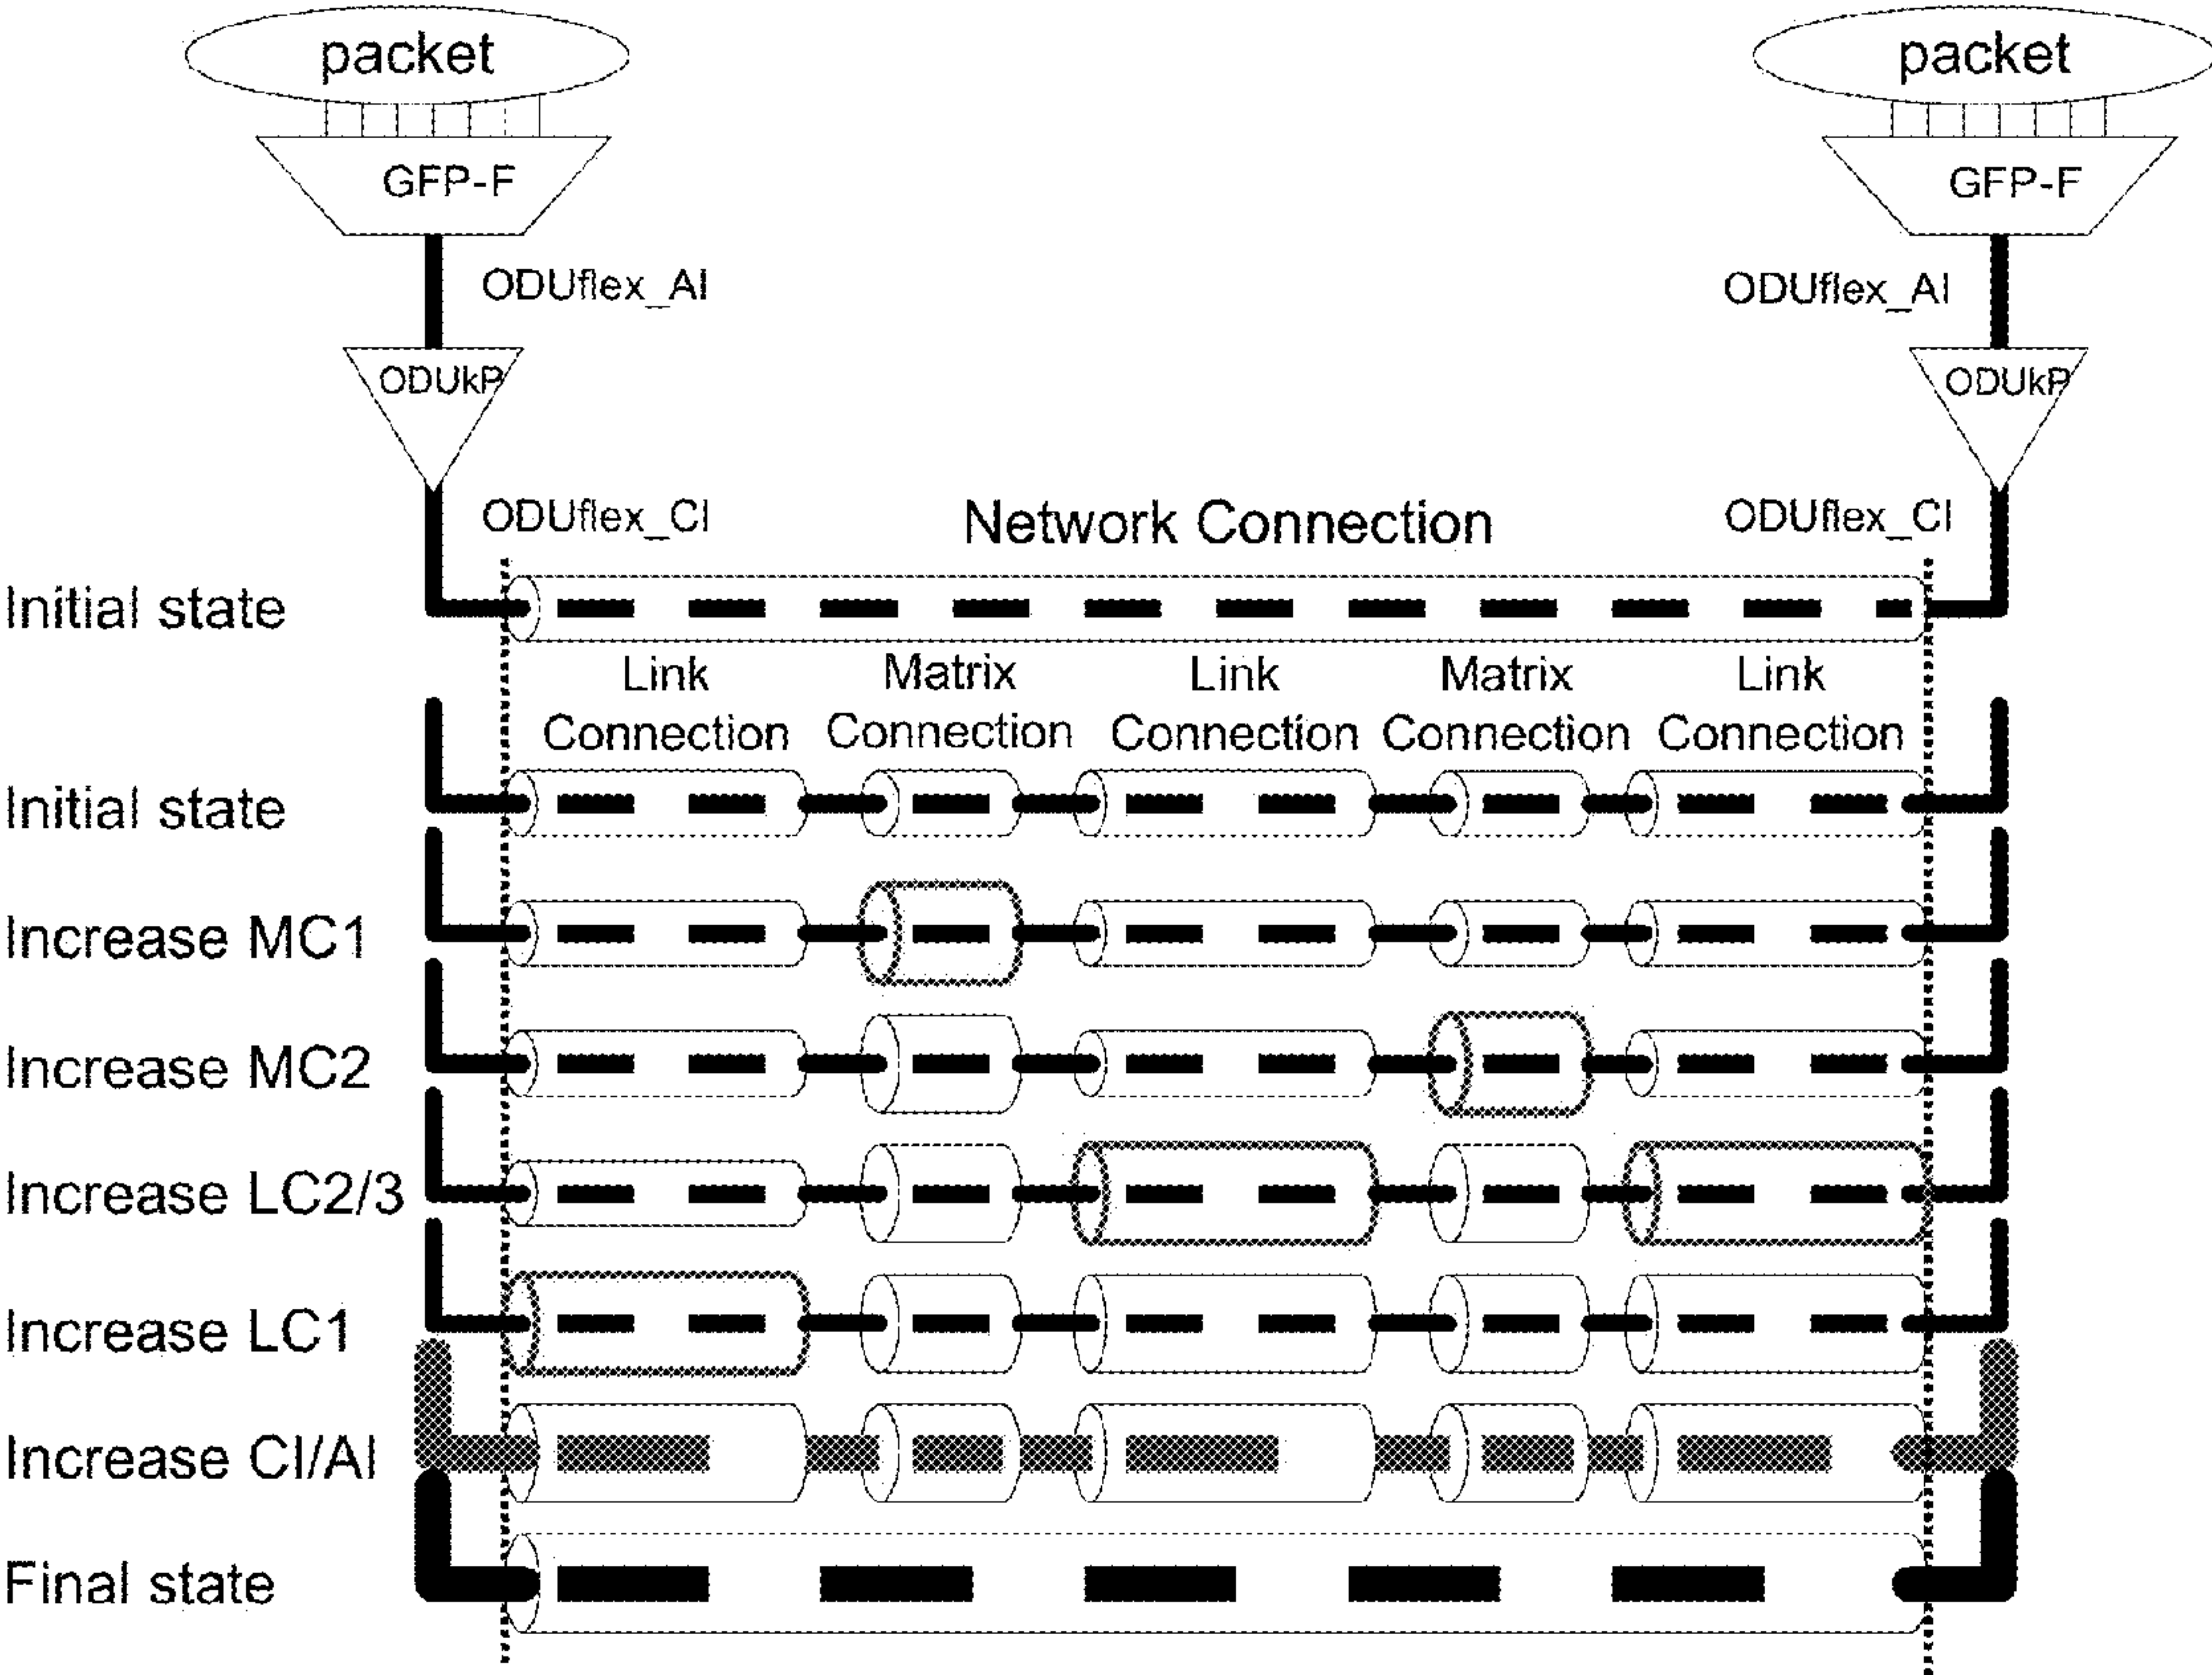 packet
packet
GFP-F
GFP-F
ODUflex_AI
ODUflex_AI
ODUkP
ODUkP
ODUflex_CI
Network Connection
ODUflex_CI
Initial state
Link Connection
Matrix Connection
Link Connection
Matrix Connection
Link Connection
Initial state
Increase MC1
Increase MC2
Increase LC2/3
Increase LC1
Increase CI/AI
Final state